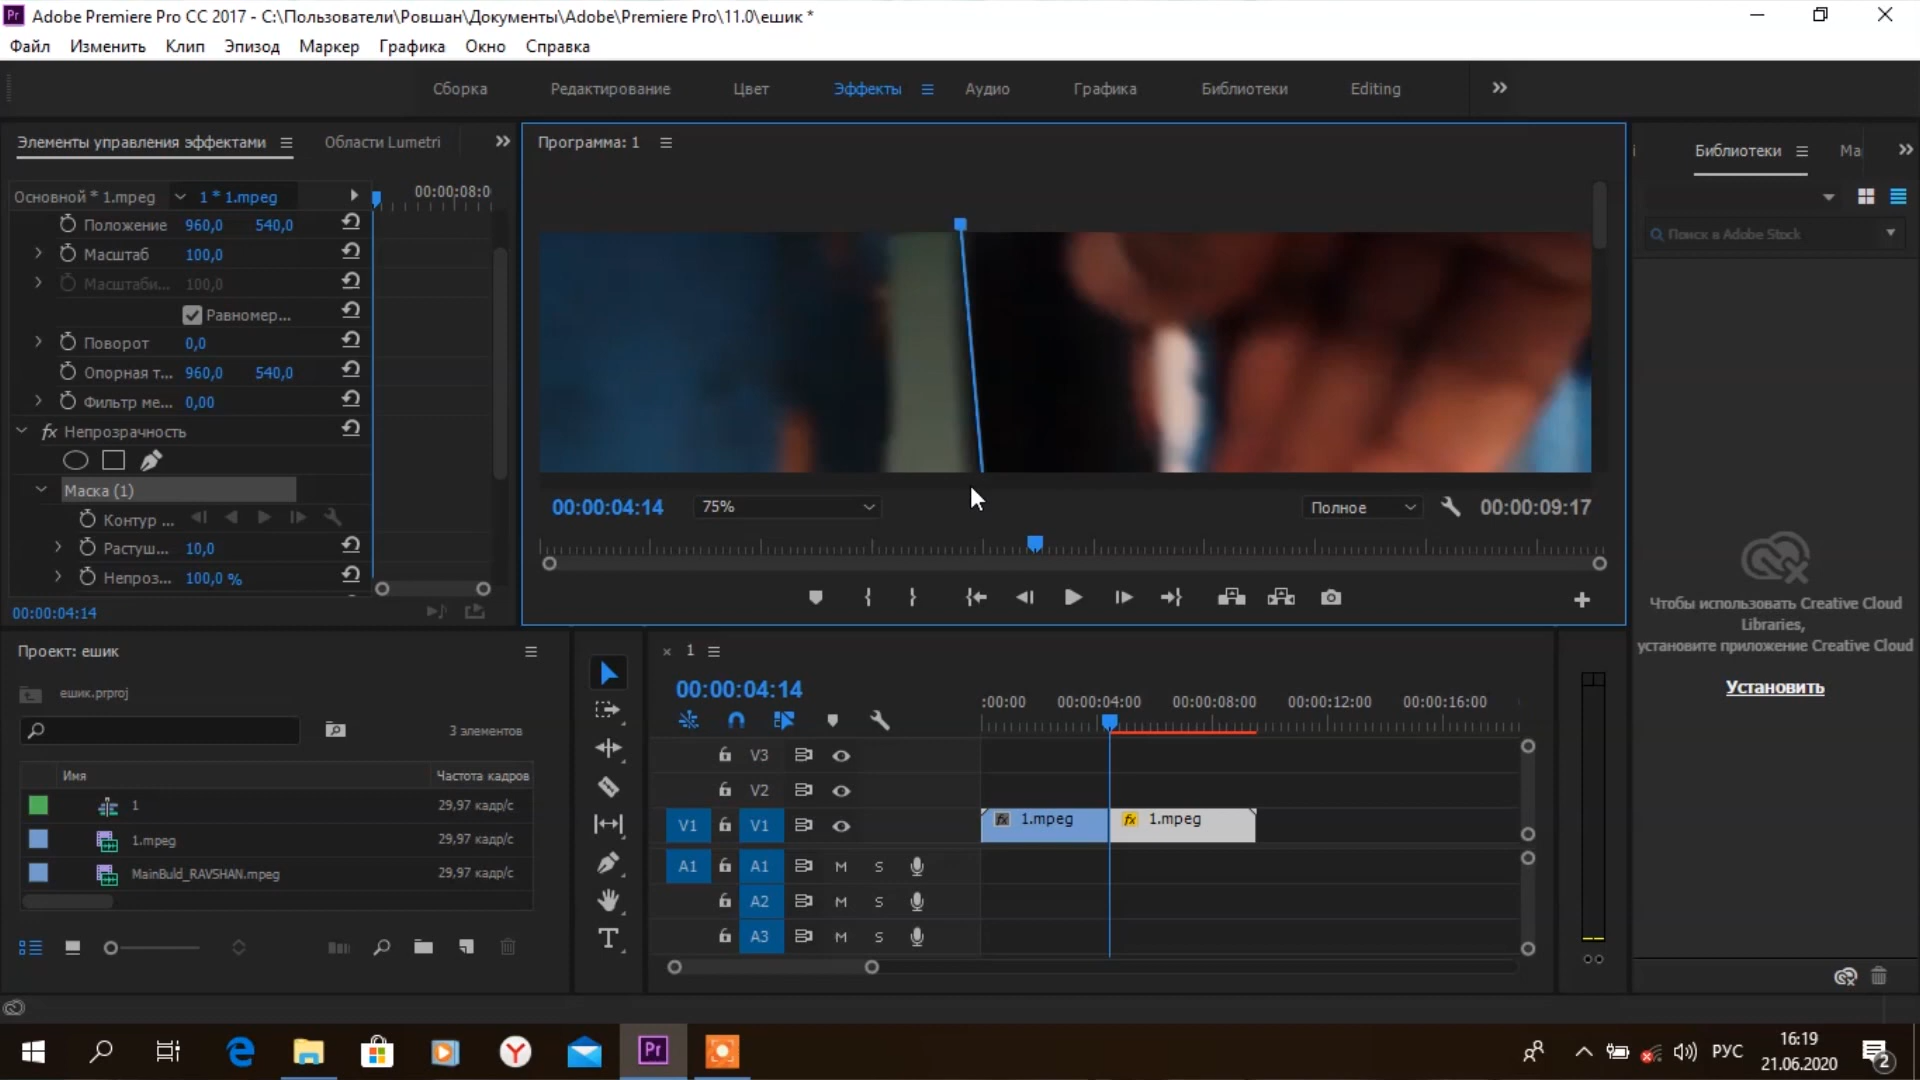 Adobe Premiere Pro CC 2017 - C:\Пользователи\Ровшан\Документы\Adobe\Premiere Pro\11.0\ешик *
Файл Изменить Клип Эпизод Маркер Графика Окно Справка
Сборка Редактирование Цвет Эффекты Аудио Графика Библиотеки Editing
Элементы управления эффектами Области Lumetri
Основной * 1.mpeg 1 * 1.mpeg 00:00:08:0
Положение 960,0 540,0
Масштаб 100,0
Масштаби... 100,0
Равномер...
Поворот 0,0
Опорная т... 960,0 540,0
Фильтр ме... 0,00
fx Непрозрачность
Маска (1)
Контур ...
Растуш... 10,0
Непроз... 100,0 %
00:00:04:14
Программа: 1
00:00:04:14 75% Полное 00:00:09:17
Библиотеки Ма
Поиск в Adobe Stock
Чтобы использовать Creative Cloud
Libraries,
установите приложение Creative Cloud
Установить
Проект: ешик
ешик.prproj
3 элементов
Имя Частота кадров
1 29,97 кадр/с
1.mpeg 29,97 кадр/с
MainBuld_RAVSHAN.mpeg 29,97 кадр/с
T
× 1
00:00:04:14
:00:00 00:00:04:00 00:00:08:00 00:00:12:00 00:00:16:00
V3
V2
V1 V1 fx 1.mpeg fx 1.mpeg
A1 A1 M S
A2 M S
A3 M S
Pr
РУС
16:19
21.06.2020
2